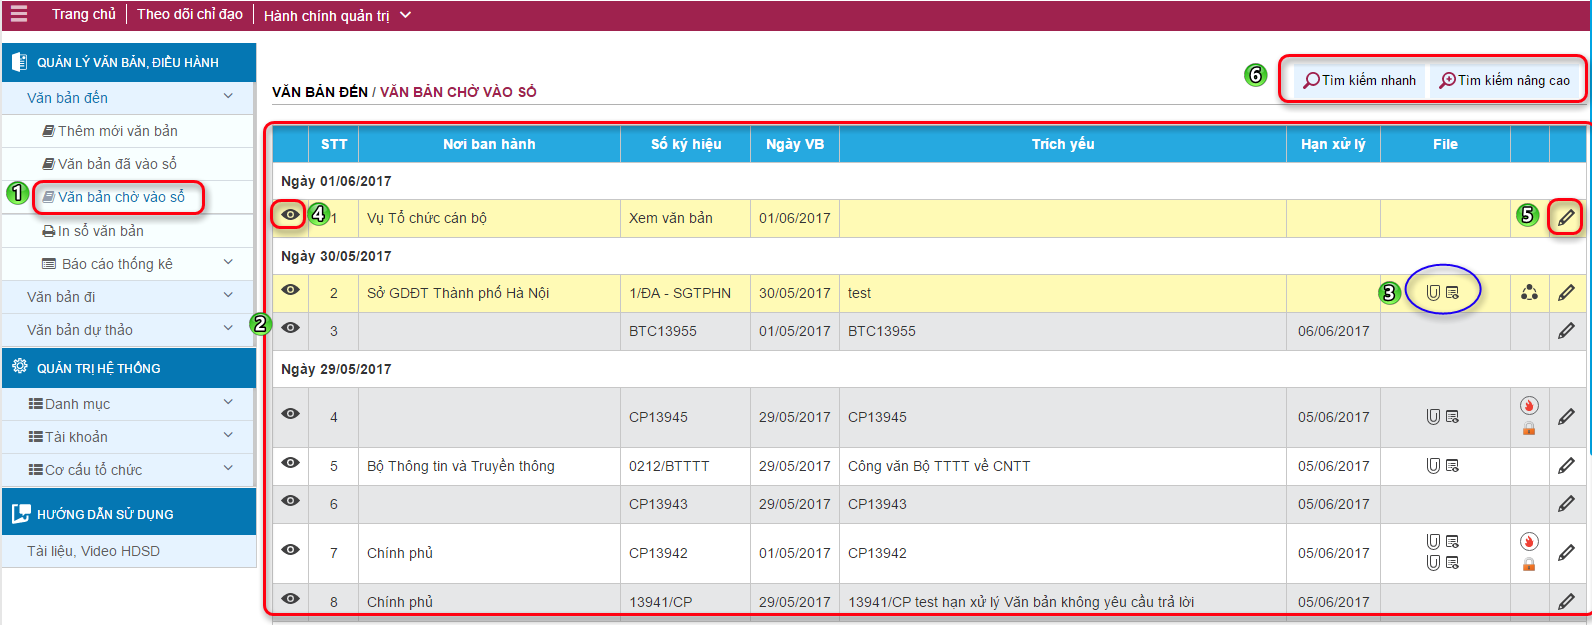 Trang chủ Theo dõi chỉ đạo Hành chính quản trị
QUẢN LÝ VĂN BẢN, ĐIỀU HÀNH
Văn bản đến
Thêm mới văn bản
Văn bản đã vào sổ
1 Văn bản chờ vào sổ
In sổ văn bản
Báo cáo thống kê
Văn bản đi
Văn bản dự thảo
QUẢN TRỊ HỆ THỐNG
Danh mục
Tài khoản
Cơ cấu tổ chức
HƯỚNG DẪN SỬ DỤNG
Tài liệu, Video HDSD
6 Tìm kiếm nhanh Tìm kiếm nâng cao
VĂN BẢN ĐẾN / VĂN BẢN CHỜ VÀO SỔ
2
STT Nơi ban hành Số ký hiệu Ngày VB Trích yếu Hạn xử lý File
Ngày 01/06/2017
4 1 Vụ Tổ chức cán bộ Xem văn bản 01/06/2017 5
Ngày 30/05/2017
2 Sở GDĐT Thành phố Hà Nội 1/ĐA - SGTPHN 30/05/2017 test 3
3 BTC13955 01/05/2017 BTC13955 06/06/2017
Ngày 29/05/2017
4 CP13945 29/05/2017 CP13945 05/06/2017
5 Bộ Thông tin và Truyền thông 0212/BTTTT 29/05/2017 Công văn Bộ TTTT về CNTT 05/06/2017
6 CP13943 29/05/2017 CP13943 05/06/2017
7 Chính phủ CP13942 01/05/2017 CP13942 05/06/2017
8 Chính phủ 13941/CP 29/05/2017 13941/CP test hạn xử lý Văn bản không yêu cầu trả lời 05/06/2017